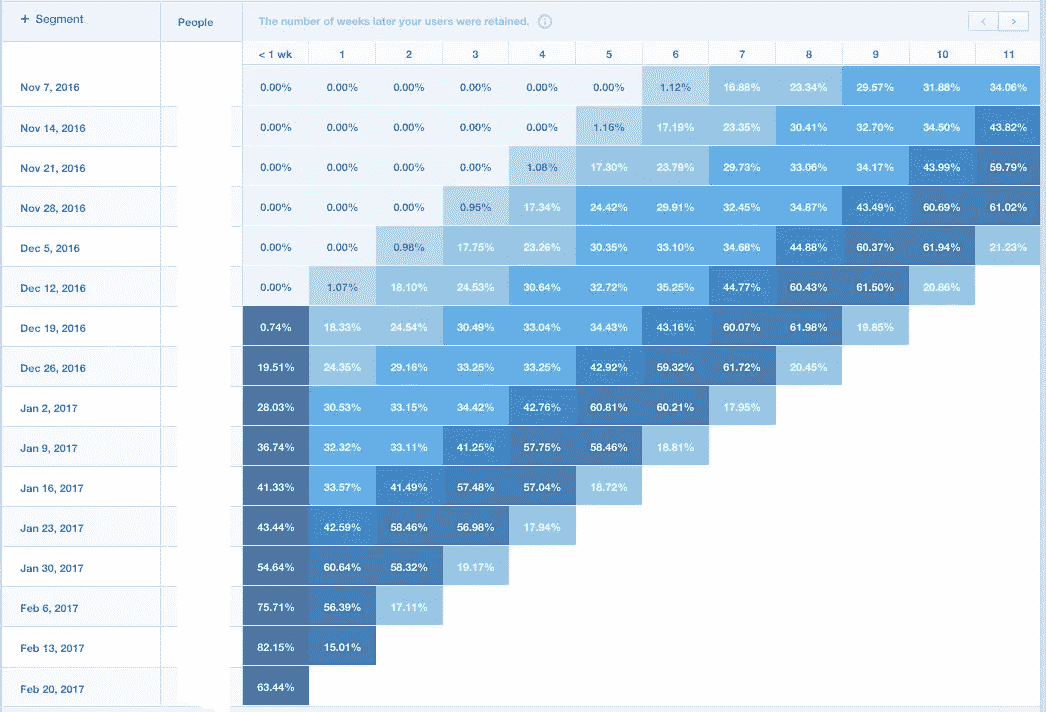 + Segment People The number of weeks later your users were retained. i < >
< 1 wk 1 2 3 4 5 6 7 8 9 10 11
Nov 7, 2016 0.00% 0.00% 0.00% 0.00% 0.00% 0.00% 1.12% 16.88% 23.34% 29.57% 31.88% 34.06%
Nov 14, 2016 0.00% 0.00% 0.00% 0.00% 0.00% 1.16% 17.19% 23.35% 30.41% 32.70% 34.50% 43.82%
Nov 21, 2016 0.00% 0.00% 0.00% 0.00% 1.08% 17.30% 23.79% 29.73% 33.06% 34.17% 43.99% 59.79%
Nov 28, 2016 0.00% 0.00% 0.00% 0.95% 17.34% 24.42% 29.91% 32.45% 34.87% 43.49% 60.69% 61.02%
Dec 5, 2016 0.00% 0.00% 0.98% 17.75% 23.26% 30.35% 33.10% 34.68% 44.88% 60.37% 61.94% 21.23%
Dec 12, 2016 0.00% 1.07% 18.10% 24.53% 30.64% 32.72% 35.25% 44.77% 60.43% 61.50% 20.86%
Dec 19, 2016 0.74% 18.33% 24.54% 30.49% 33.04% 34.43% 43.16% 60.07% 61.98% 19.85%
Dec 26, 2016 19.51% 24.35% 29.16% 33.25% 33.25% 42.92% 59.32% 61.72% 20.45%
Jan 2, 2017 28.03% 30.53% 33.15% 34.42% 42.76% 60.81% 60.21% 17.95%
Jan 9, 2017 36.74% 32.32% 33.11% 41.25% 57.75% 58.46% 18.81%
Jan 16, 2017 41.33% 33.57% 41.49% 57.48% 57.04% 18.72%
Jan 23, 2017 43.44% 42.59% 58.46% 56.98% 17.94%
Jan 30, 2017 54.64% 60.64% 58.32% 19.17%
Feb 6, 2017 75.71% 56.39% 17.11%
Feb 13, 2017 82.15% 15.01%
Feb 20, 2017 63.44%